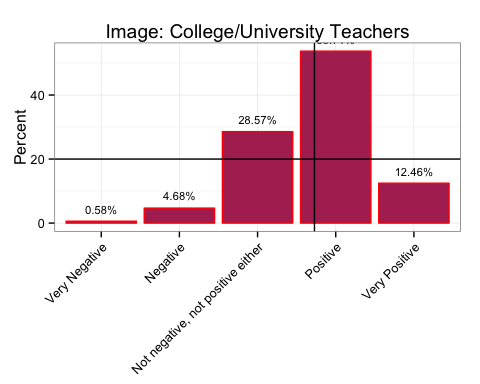 Image: College/University Teachers
Percent
40
20
0
0.58%
4.68%
28.57%
12.46%
Very Negative
Negative
Not negative, not positive either
Positive
Very Positive